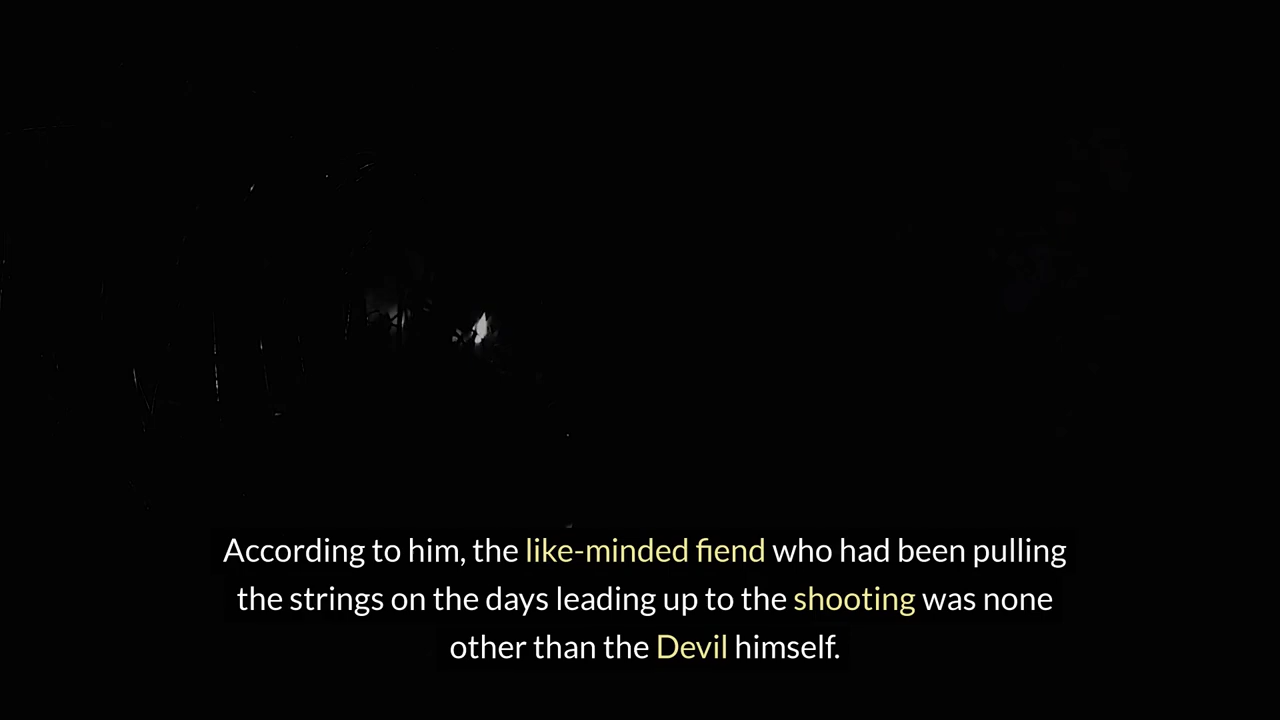 According to him, the like-minded fiend who had been pulling
the strings on the days leading up to the shooting was none
other than the Devil himself.